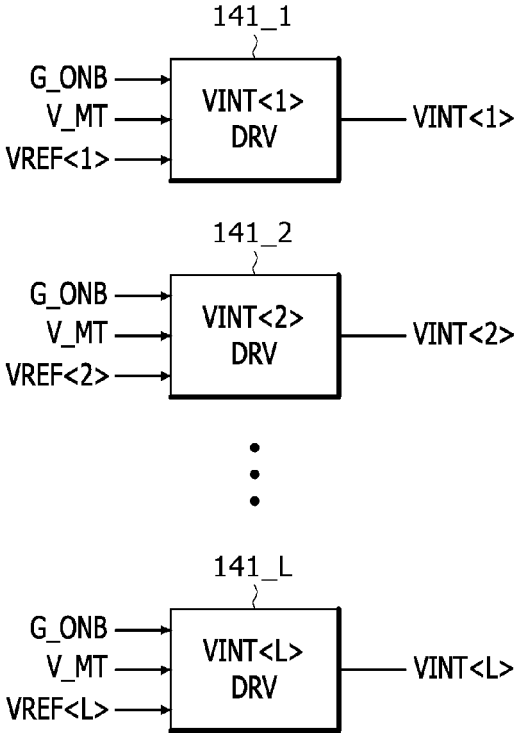 141_1
G_ONB
V_MT
VREF<1>
VINT<1>
DRV
VINT<1>
141_2
G_ONB
V_MT
VREF<2>
VINT<2>
DRV
VINT<2>
141_L
G_ONB
V_MT
VREF<L>
VINT<L>
DRV
VINT<L>